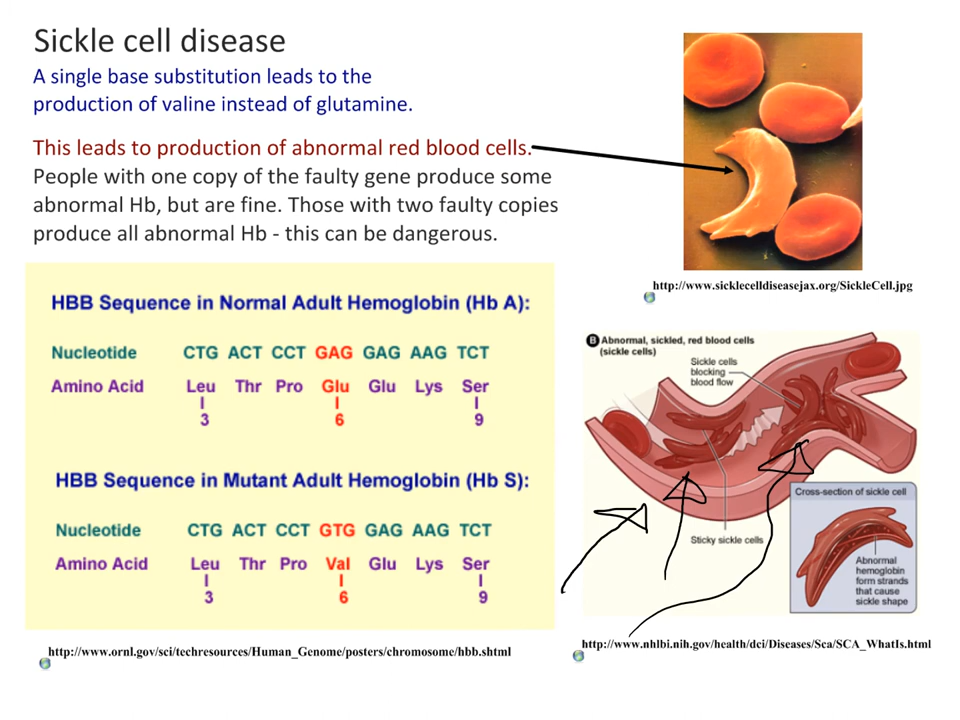 Sickle cell disease
A single base substitution leads to the
production of valine instead of glutamine.
This leads to production of abnormal red blood cells.
People with one copy of the faulty gene produce some
abnormal Hb, but are fine. Those with two faulty copies
produce all abnormal Hb - this can be dangerous.
http://www.sicklecelldiseasejax.org/SickleCell.jpg
HBB Sequence in Normal Adult Hemoglobin (Hb A):
Nucleotide CTG ACT CCT GAG GAG AAG TCT
Amino Acid Leu Thr Pro Glu Glu Lys Ser
3 6 9
HBB Sequence in Mutant Adult Hemoglobin (Hb S):
Nucleotide CTG ACT CCT GTG GAG AAG TCT
Amino Acid Leu Thr Pro Val Glu Lys Ser
3 6 9
http://www.ornl.gov/sci/techresources/Human_Genome/posters/chromosome/hbb.shtml
B Abnormal, sickled, red blood cells
(sickle cells)
Sickle cells
blocking
blood flow
Sticky sickle cells
Cross-section of sickle cell
Abnormal
hemoglobin
form strands
that cause
sickle shape
http://www.nhlbi.nih.gov/health/dci/Diseases/Sca/SCA_WhatIs.html